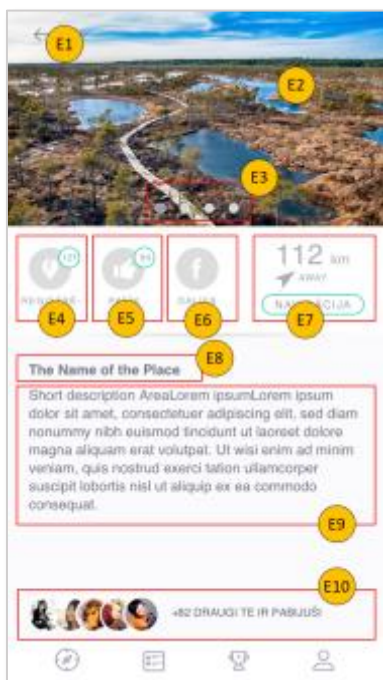 E1
E2
E3
112 km
AWAY
E4
E5
E6
E7
E8
The Name of the Place
Short description AreaLorem ipsumLorem ipsum
dolor sit amet, consectetuer adipiscing elit, sed diam
nonummy nibh euismod tincidunt ut laoreet dolore
magna aliquam erat volutpat. Ut wisi enim ad minim
veniam, quis nostrud exerci tation ullamcorper
suscipit lobortis nisl ut aliquip ex ea commodo
consequat.
E9
E10
+82 DRAUGI TE IR PABIJUŠI